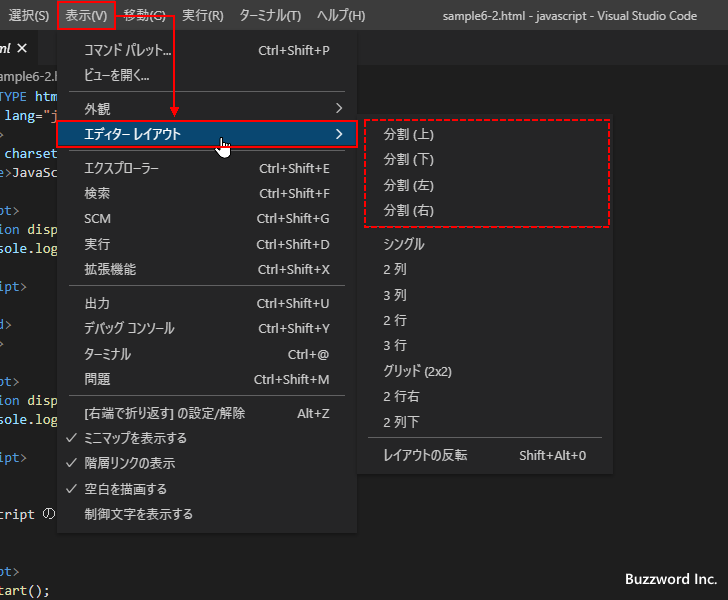 選択(S) 表示(V) 移動(G) 実行(R) ターミナル(T) ヘルプ(H) sample6-2.html - javascript - Visual Studio Code
コマンド パレット... Ctrl+Shift+P
ビューを開く...
外観
エディター レイアウト
エクスプローラー Ctrl+Shift+E
検索 Ctrl+Shift+F
SCM Ctrl+Shift+G
実行 Ctrl+Shift+D
拡張機能 Ctrl+Shift+X
出力 Ctrl+Shift+U
デバッグ コンソール Ctrl+Shift+Y
ターミナル Ctrl+@
問題 Ctrl+Shift+M
[右端で折り返す] の設定/解除 Alt+Z
ミニマップを表示する
階層リンクの表示
空白を描画する
制御文字を表示する
分割 (上)
分割 (下)
分割 (左)
分割 (右)
シングル
2 列
3 列
2 行
3 行
グリッド (2x2)
2 行右
2 列下
レイアウトの反転 Shift+Alt+0
ml
ample6-2.h
TYPE htm
lang="j
>
charset
e>JavaSc
pt>
ion disp
sole.log
ipt>
d>
>
pt>
ion disp
sole.log
ipt>
cript の
pt>
tart();
Buzzword Inc.